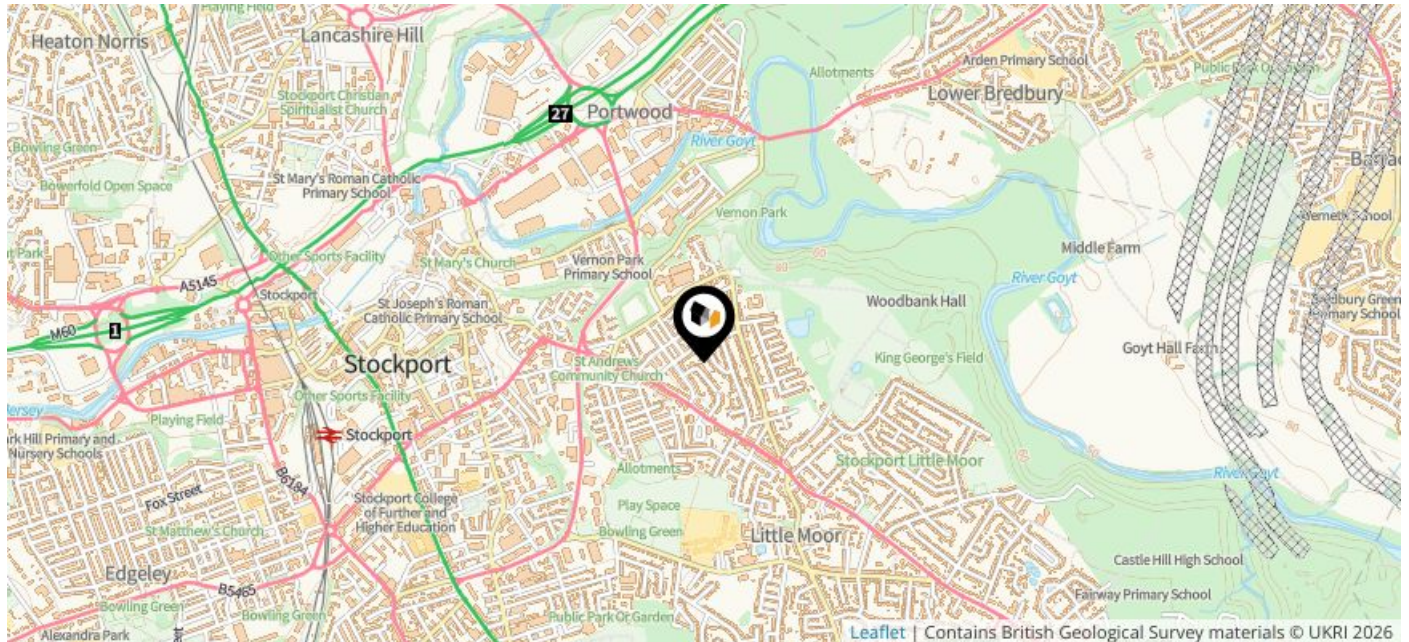 Playing Field
Heaton Norris
Lancashire Hill
Stockport Christian
Spiritualist Church
Bowling Green
Bowerfold Open Space
St Mary's Roman Catholic
Primary School
27
Portwood
River Goyt
Allotments
Arden Primary School
Lower Bredbury
Vernon Park
Other Sports Facility
St Mary's Church
Vernon Park
Primary School
A5145
Stockport
M60
1
St Joseph's Roman
Catholic Primary School
Stockport
Other Sports Facility
Playing Field
St Andrews
Community Church
Woodbank Hall
King George's Field
Middle Farm
River Goyt
Goyt Hall Farm
Bredbury Green
Primary School
Stockport
Nursery Schools
B6184
Fox Street
St Matthew's Church
Stockport College
of Further and
Higher Education
Allotments
Play Space
Bowling Green
Stockport Little Moor
Little Moor
River Goyt
Castle Hill High School
Fairway Primary School
Edgeley
B5465
Bowling Green
Bowling Green
Alexandra Park
Public Park Or Garden
Leaflet | Contains British Geological Survey materials © UKRI 2026